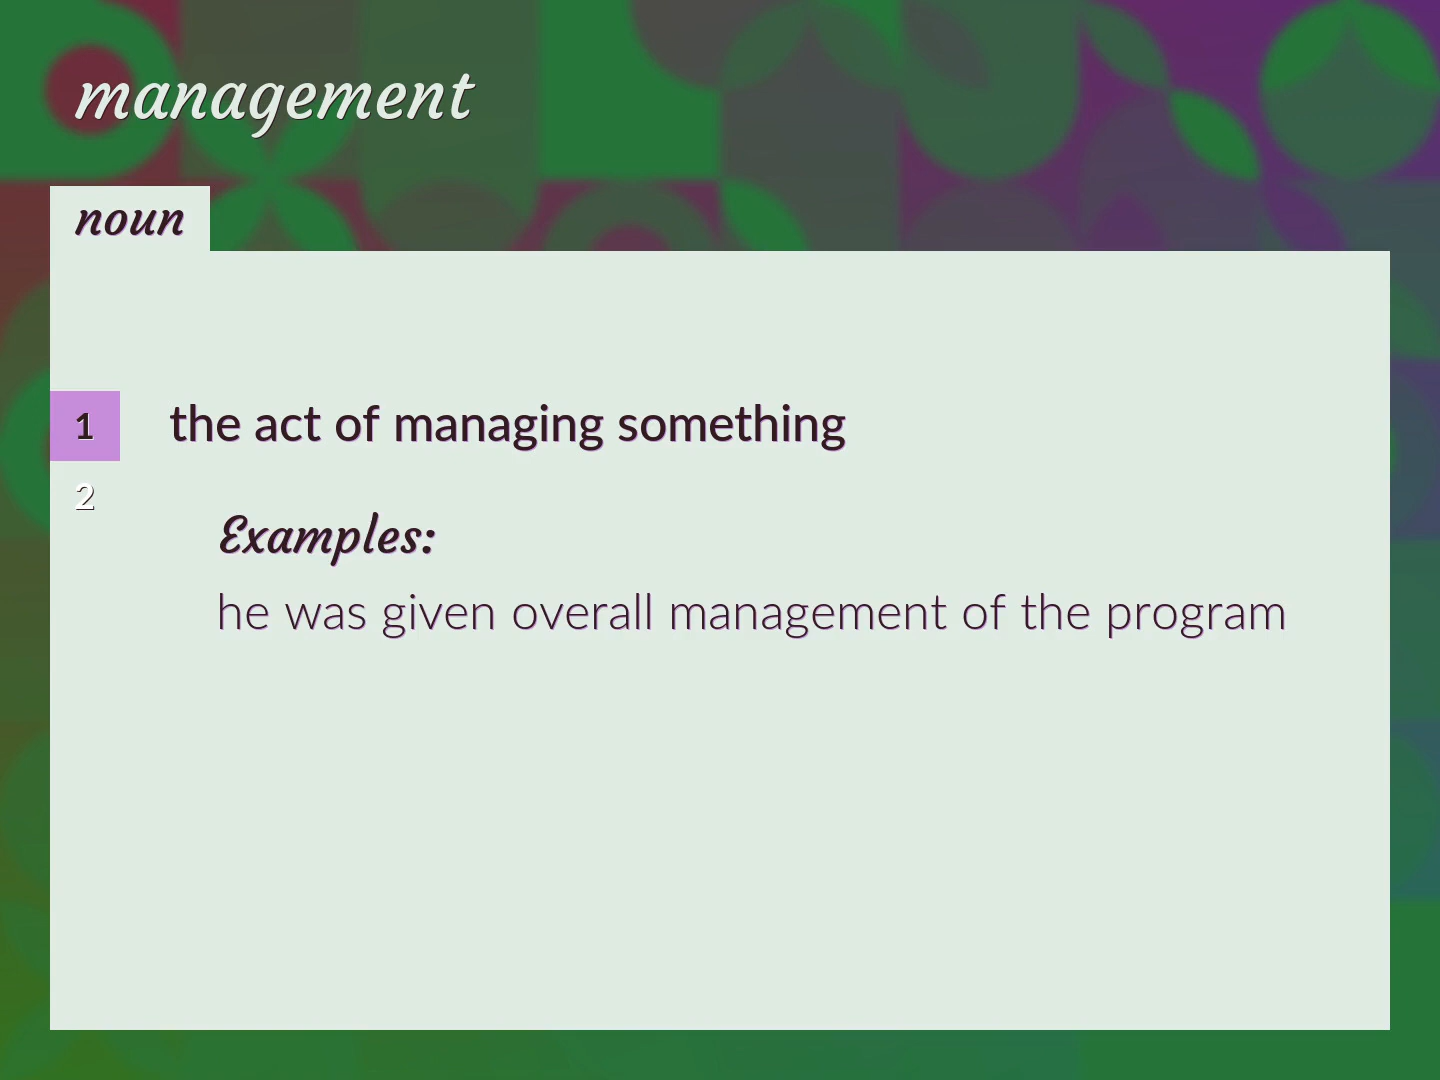 management
noun
1 the act of managing something
2
Examples:
he was given overall management of the program